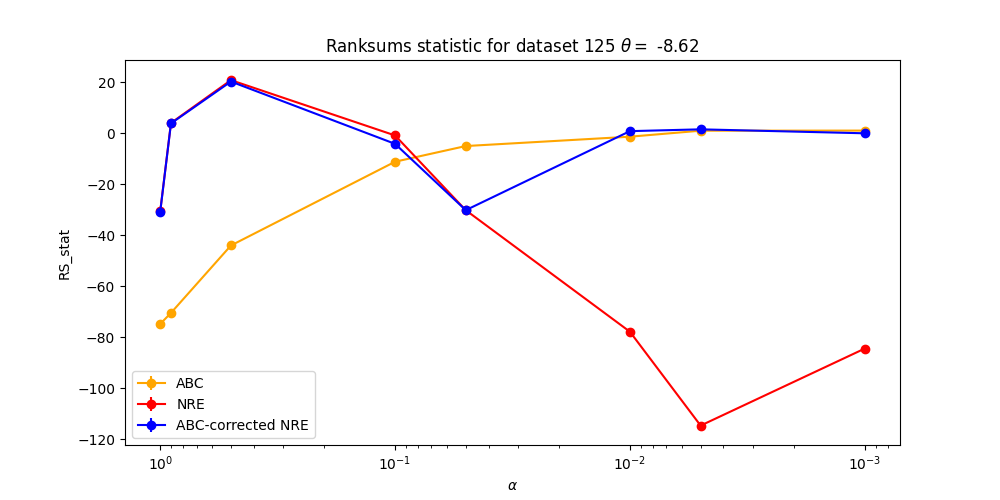 Ranksums statistic for dataset 125 θ = -8.62
RS_stat
20
0
−20
−40
−60
−80
−100
−120
ABC
NRE
ABC-corrected NRE
10⁰
10⁻¹
10⁻²
10⁻³
α